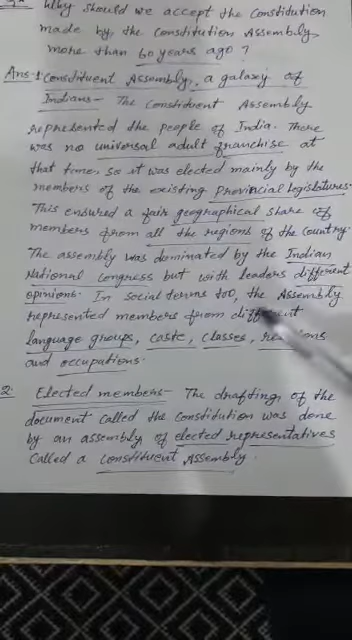 Why should we accept the Constitution
made by the Constitution Assembly
more than 60 years ago?
Ans-1 Constituent Assembly, a galaxy of
Indians- The Constituent Assembly
represented the people of India. There
was no universal adult franchise at
that time, so it was elected mainly by the
members of the existing Provincial Legislatures.
This ensured a fair geographical share of
members from all the regions of the Country.
The assembly was dominated by the Indian
National Congress but with leaders different
opinions. In social terms too, the Assembly
represented members from different
language groups, caste, classes,
and occupations.
2 Elected members- The drafting, of the
document called the Constitution was done
by an assembly of elected representatives
Called a Constituent Assembly.